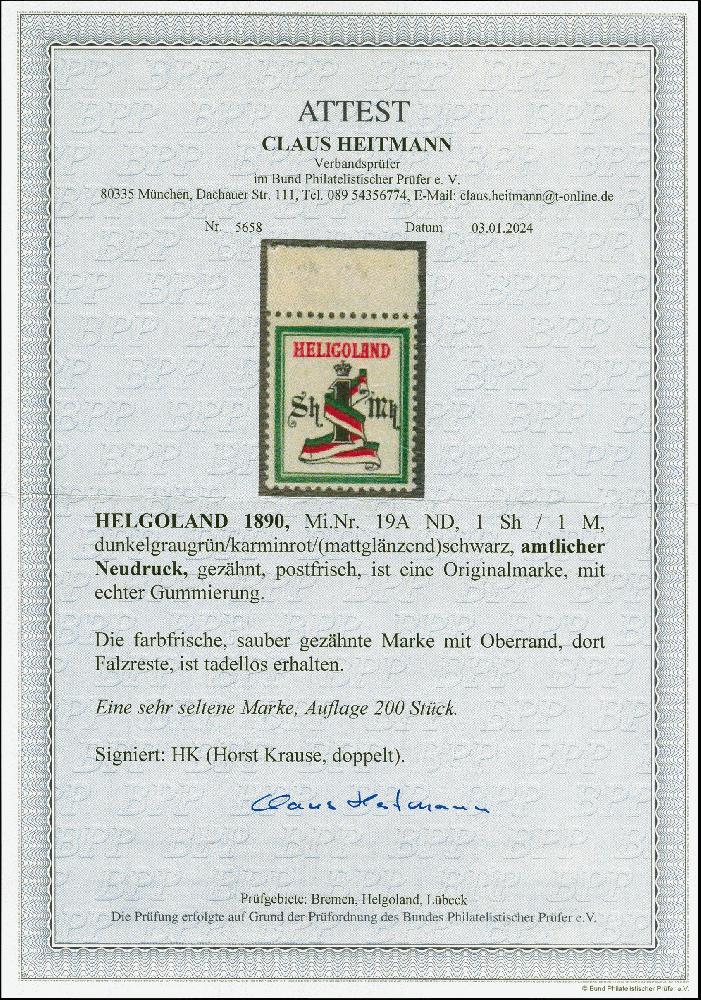 ATTEST
CLAUS HEITMANN
Verbandsprüfer
im Bund Philatelistischer Prüfer e. V.
80335 München, Dachauer Str. 111, Tel. 089 54356774, E-Mail: claus.heitmann@t-online.de
Nr. 5658 Datum 03.01.2024
HELIGOLAND
Sh 1 Mk
HELGOLAND 1890, Mi.Nr. 19A ND, 1 Sh / 1 M,
dunkelgraugrün/karminrot/(mattglänzend)schwarz, amtlicher
Neudruck, gezähnt, postfrisch, ist eine Originalmarke, mit
echter Gummierung.
Die farbfrische, sauber gezähnte Marke mit Oberrand, dort
Falzreste, ist tadellos erhalten.
Eine sehr seltene Marke, Auflage 200 Stück.
Signiert: HK (Horst Krause, doppelt).
Claus Heitmann
Prüfgebiete: Bremen, Helgoland, Lübeck
Die Prüfung erfolgte auf Grund der Prüfordnung des Bundes Philatelistischer Prüfer e.V.
© Bund Philatelistischer Prüfer e.V.